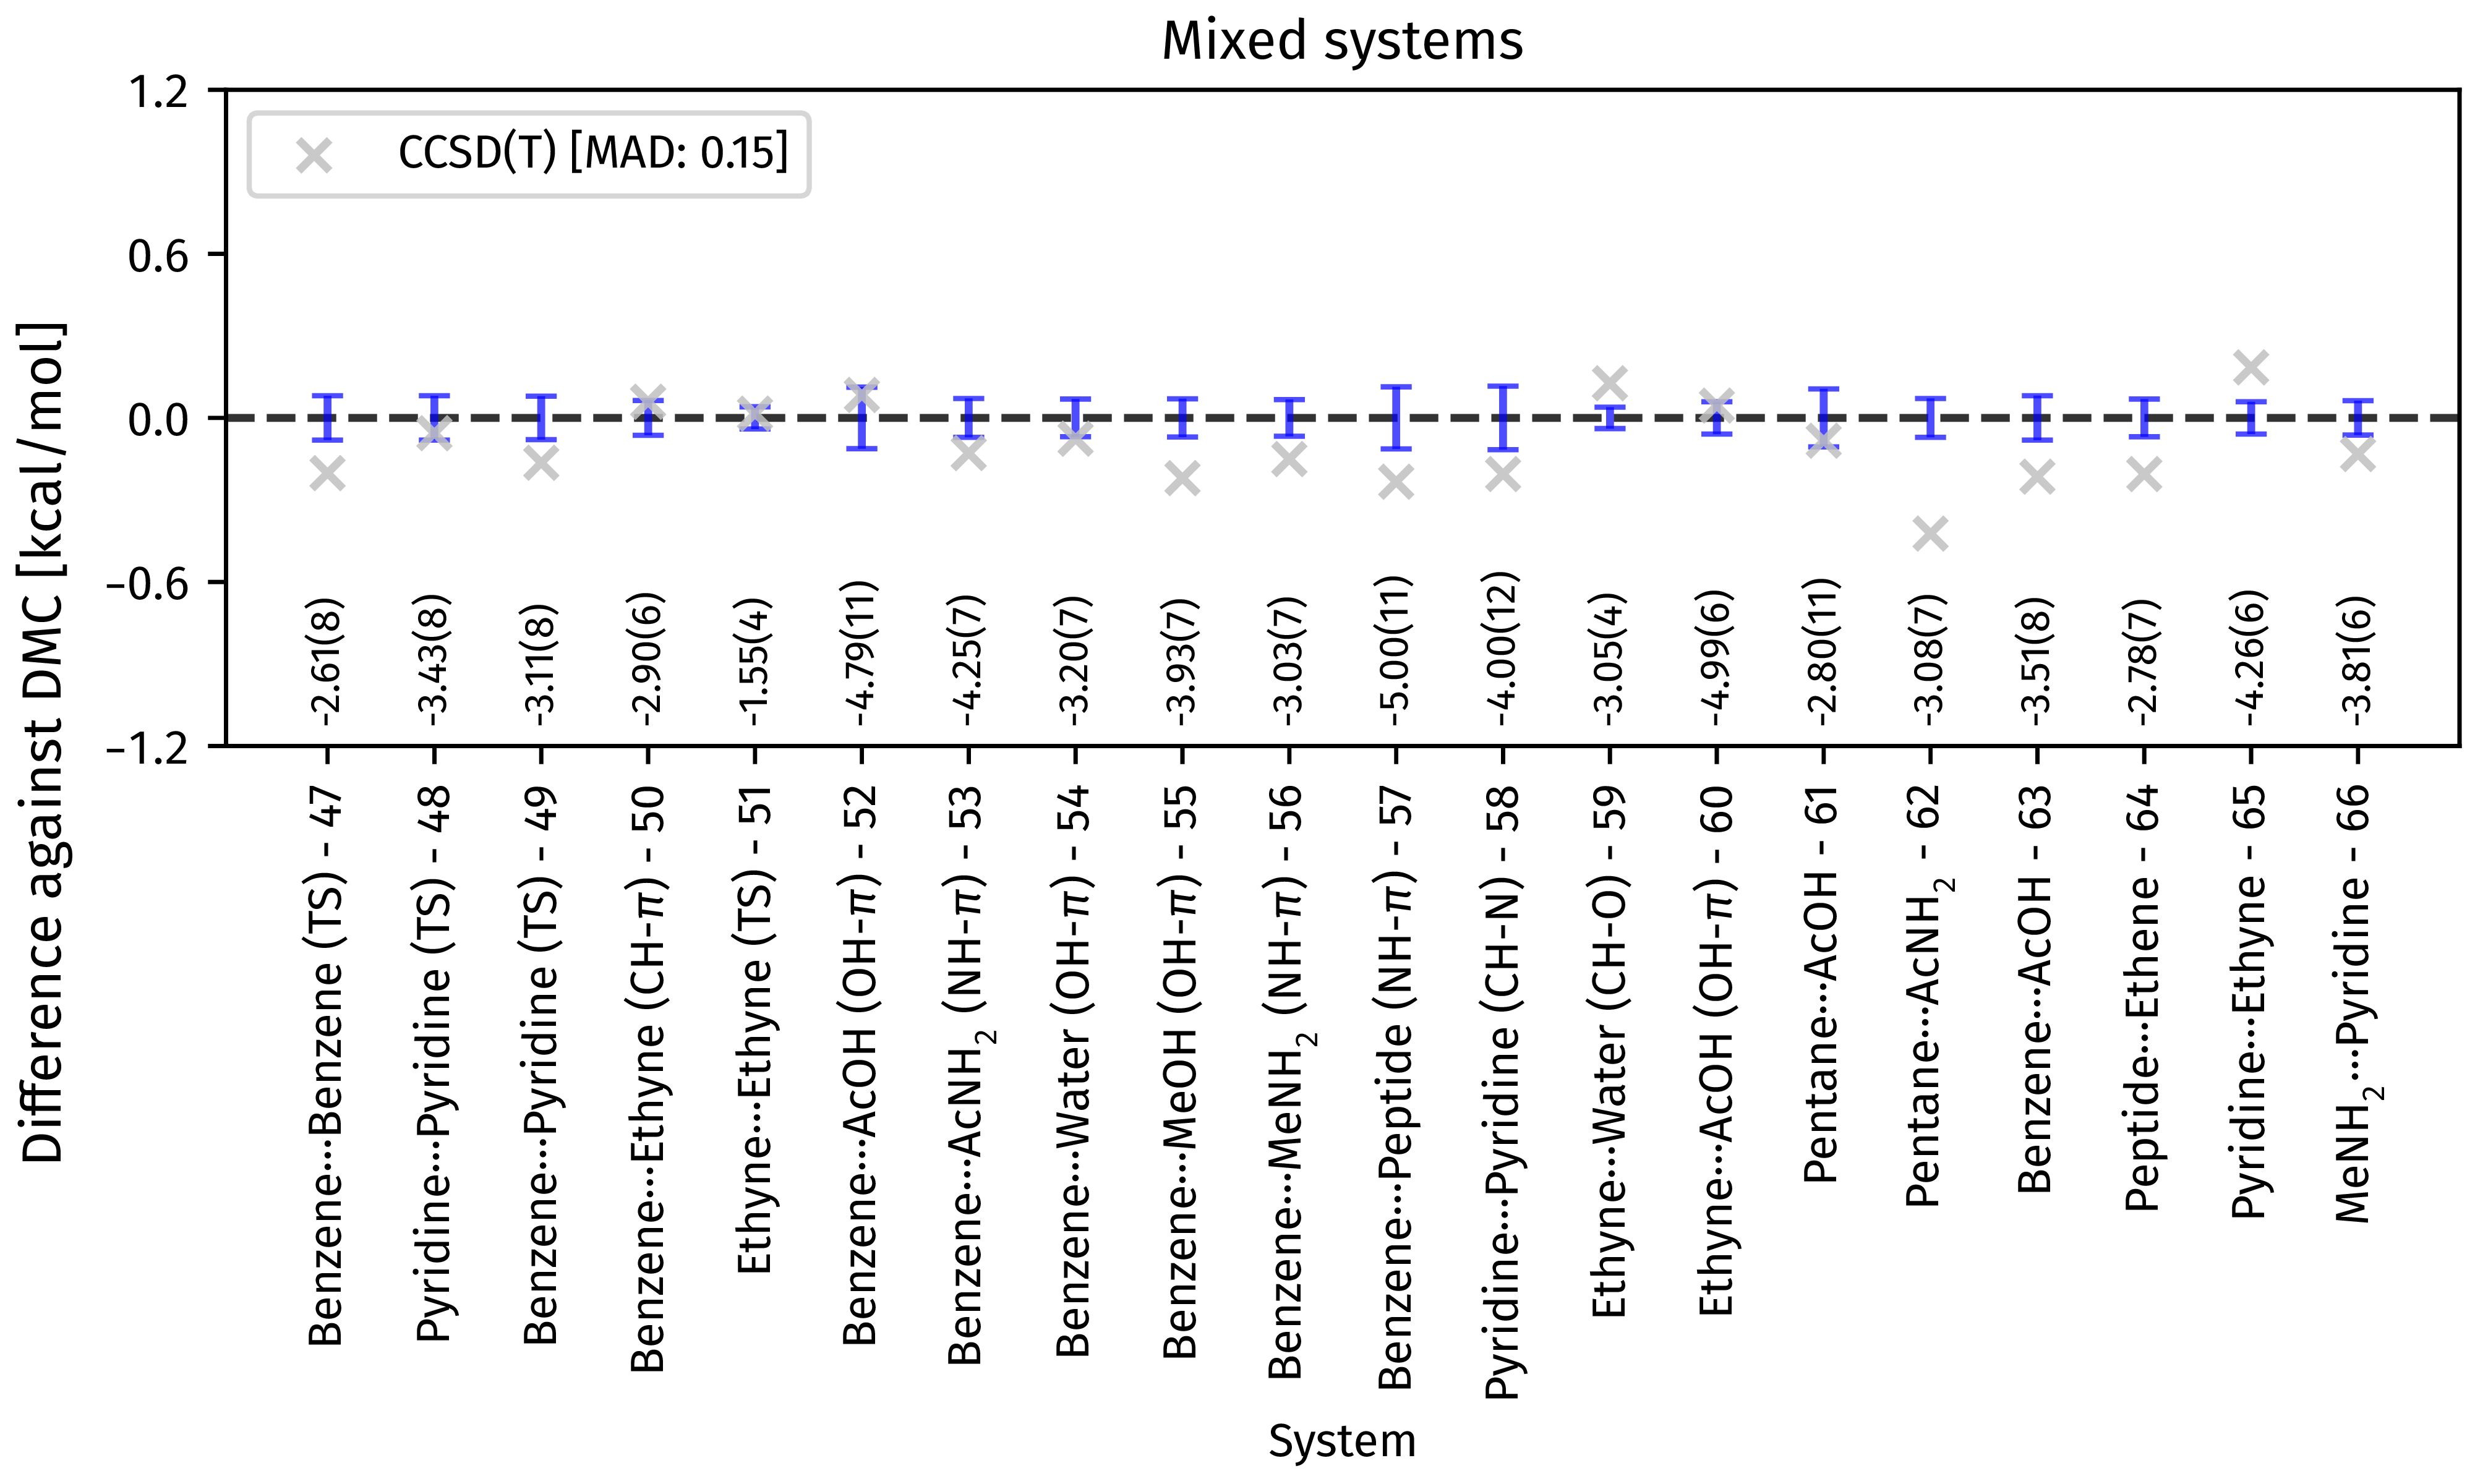 Mixed systems
Difference against DMC [kcal/mol]
1.2
0.6
0.0
−0.6
−1.2
CCSD(T) [MAD: 0.15]
-2.61(8)
-3.43(8)
-3.11(8)
-2.90(6)
-1.55(4)
-4.79(11)
-4.25(7)
-3.20(7)
-3.93(7)
-3.03(7)
-5.00(11)
-4.00(12)
-3.05(4)
-4.99(6)
-2.80(11)
-3.08(7)
-3.51(8)
-2.78(7)
-4.26(6)
-3.81(6)
Benzene···Benzene (TS) - 47
Pyridine···Pyridine (TS) - 48
Benzene···Pyridine (TS) - 49
Benzene···Ethyne (CH-π) - 50
Ethyne···Ethyne (TS) - 51
Benzene···AcOH (OH-π) - 52
Benzene···AcNH₂ (NH-π) - 53
Benzene···Water (OH-π) - 54
Benzene···MeOH (OH-π) - 55
Benzene···MeNH₂ (NH-π) - 56
Benzene···Peptide (NH-π) - 57
Pyridine···Pyridine (CH-N) - 58
Ethyne···Water (CH-O) - 59
Ethyne···AcOH (OH-π) - 60
Pentane···AcOH - 61
Pentane···AcNH₂ - 62
Benzene···AcOH - 63
Peptide···Ethene - 64
Pyridine···Ethyne - 65
MeNH₂···Pyridine - 66
System